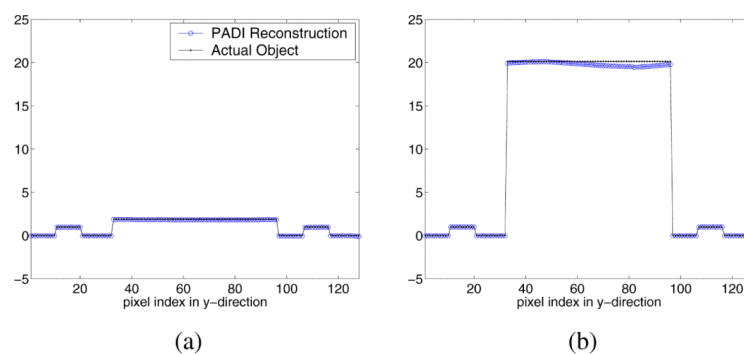 25
20
15
10
5
0
−5
20 40 60 80 100 120
pixel index in y−direction
PADI Reconstruction
Actual Object
(a)
25
20
15
10
5
0
−5
20 40 60 80 100 120
pixel index in y−direction
(b)